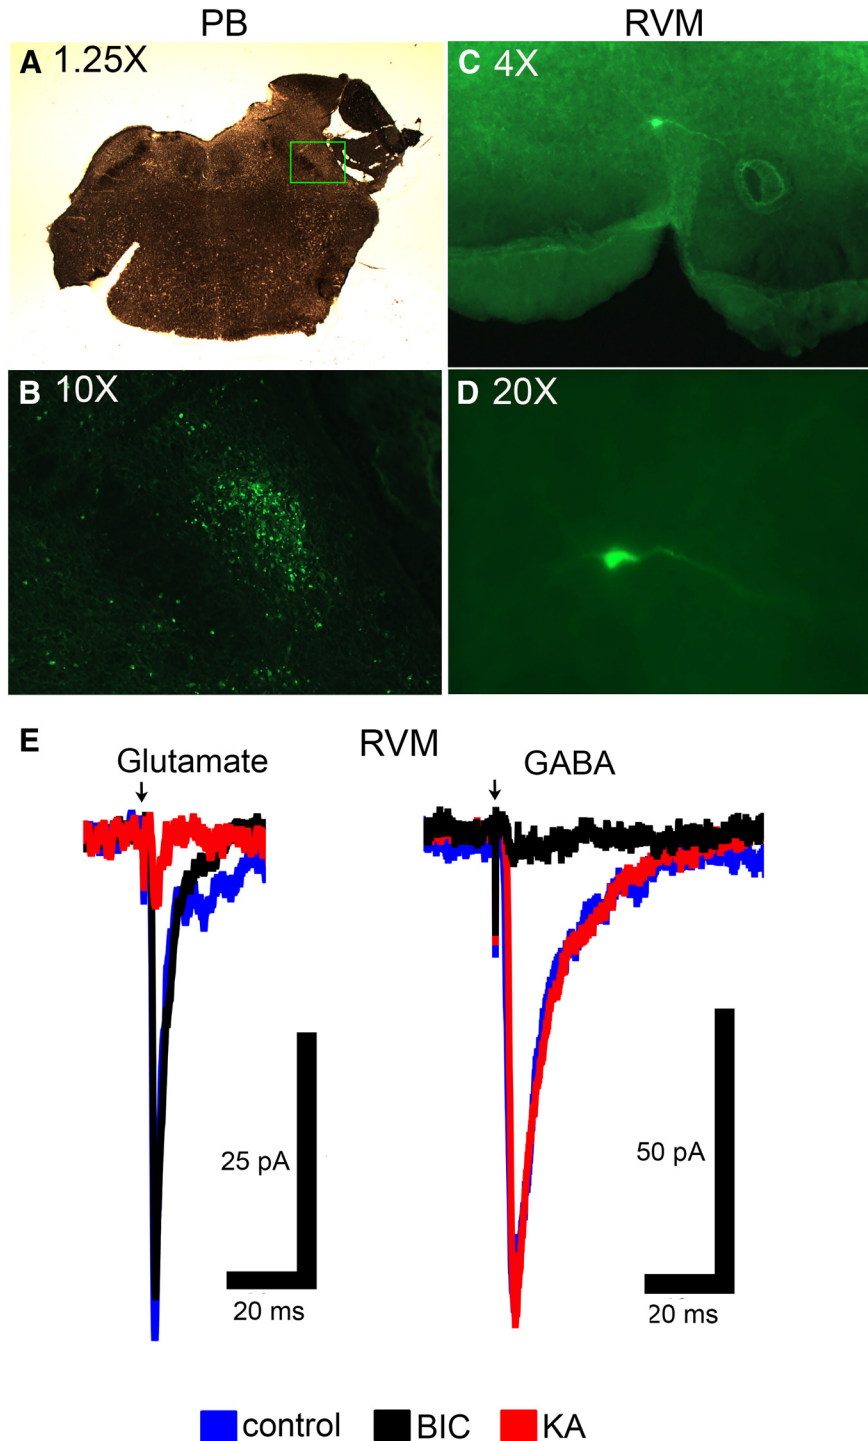 PB
RVM
A 1.25X
C 4X
B 10X
D 20X
E
RVM
Glutamate
GABA
25 pA
50 pA
20 ms
20 ms
control BIC KA